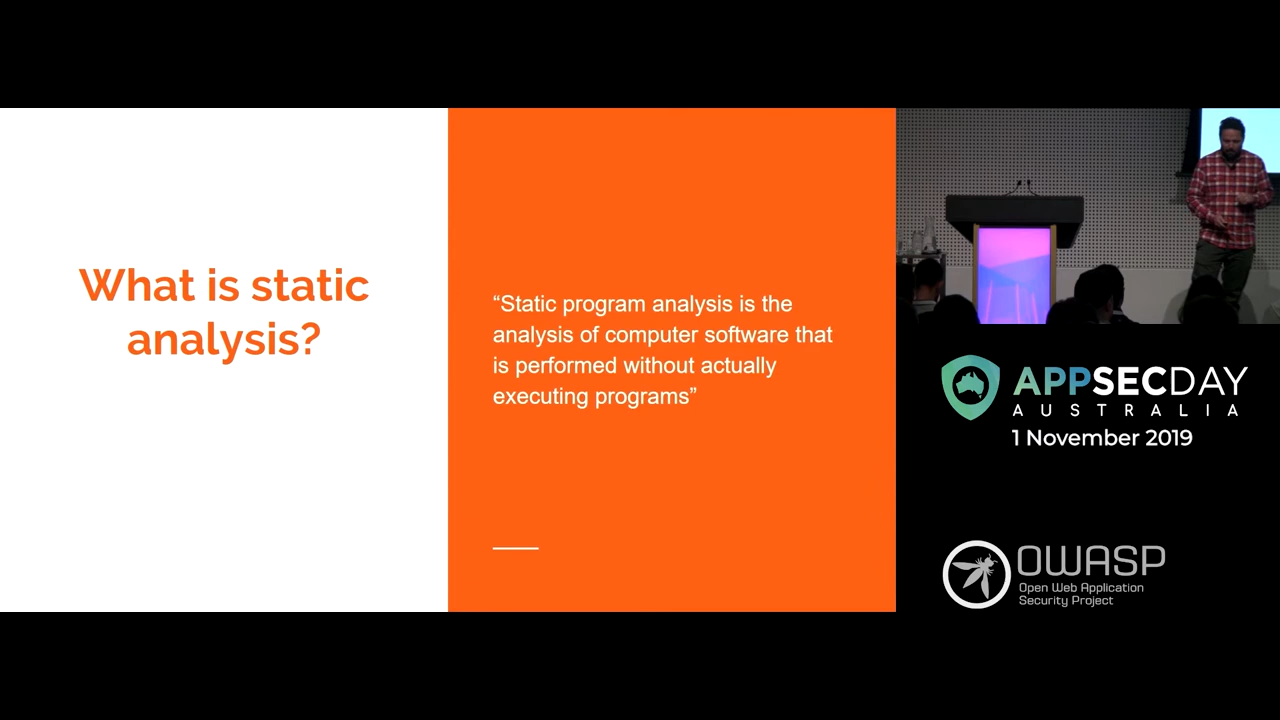 What is static
analysis?
“Static program analysis is the
analysis of computer software that
is performed without actually
executing programs”
APPSECDAY
AUSTRALIA
1 November 2019
OWASP
Open Web Application
Security Project